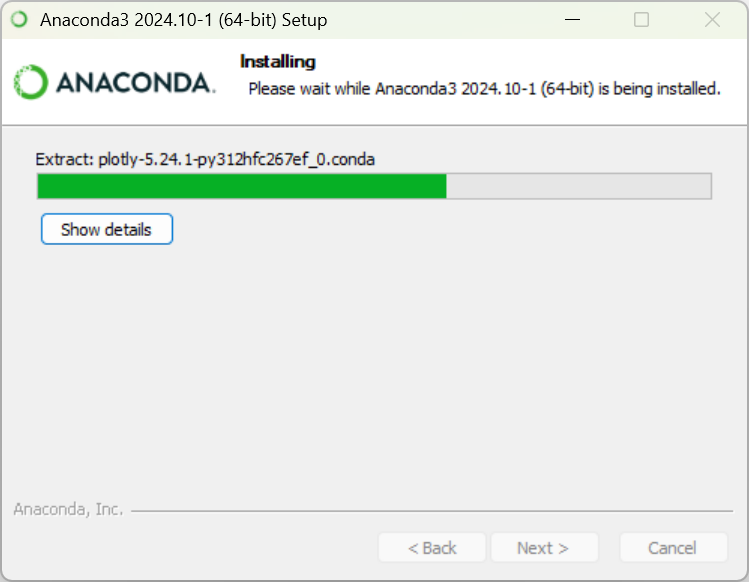 Anaconda3 2024.10-1 (64-bit) Setup
ANACONDA.
Installing
Please wait while Anaconda3 2024.10-1 (64-bit) is being installed.
Extract: plotly-5.24.1-py312hfc267ef_0.conda
Show details
Anaconda, Inc.
< Back
Next >
Cancel